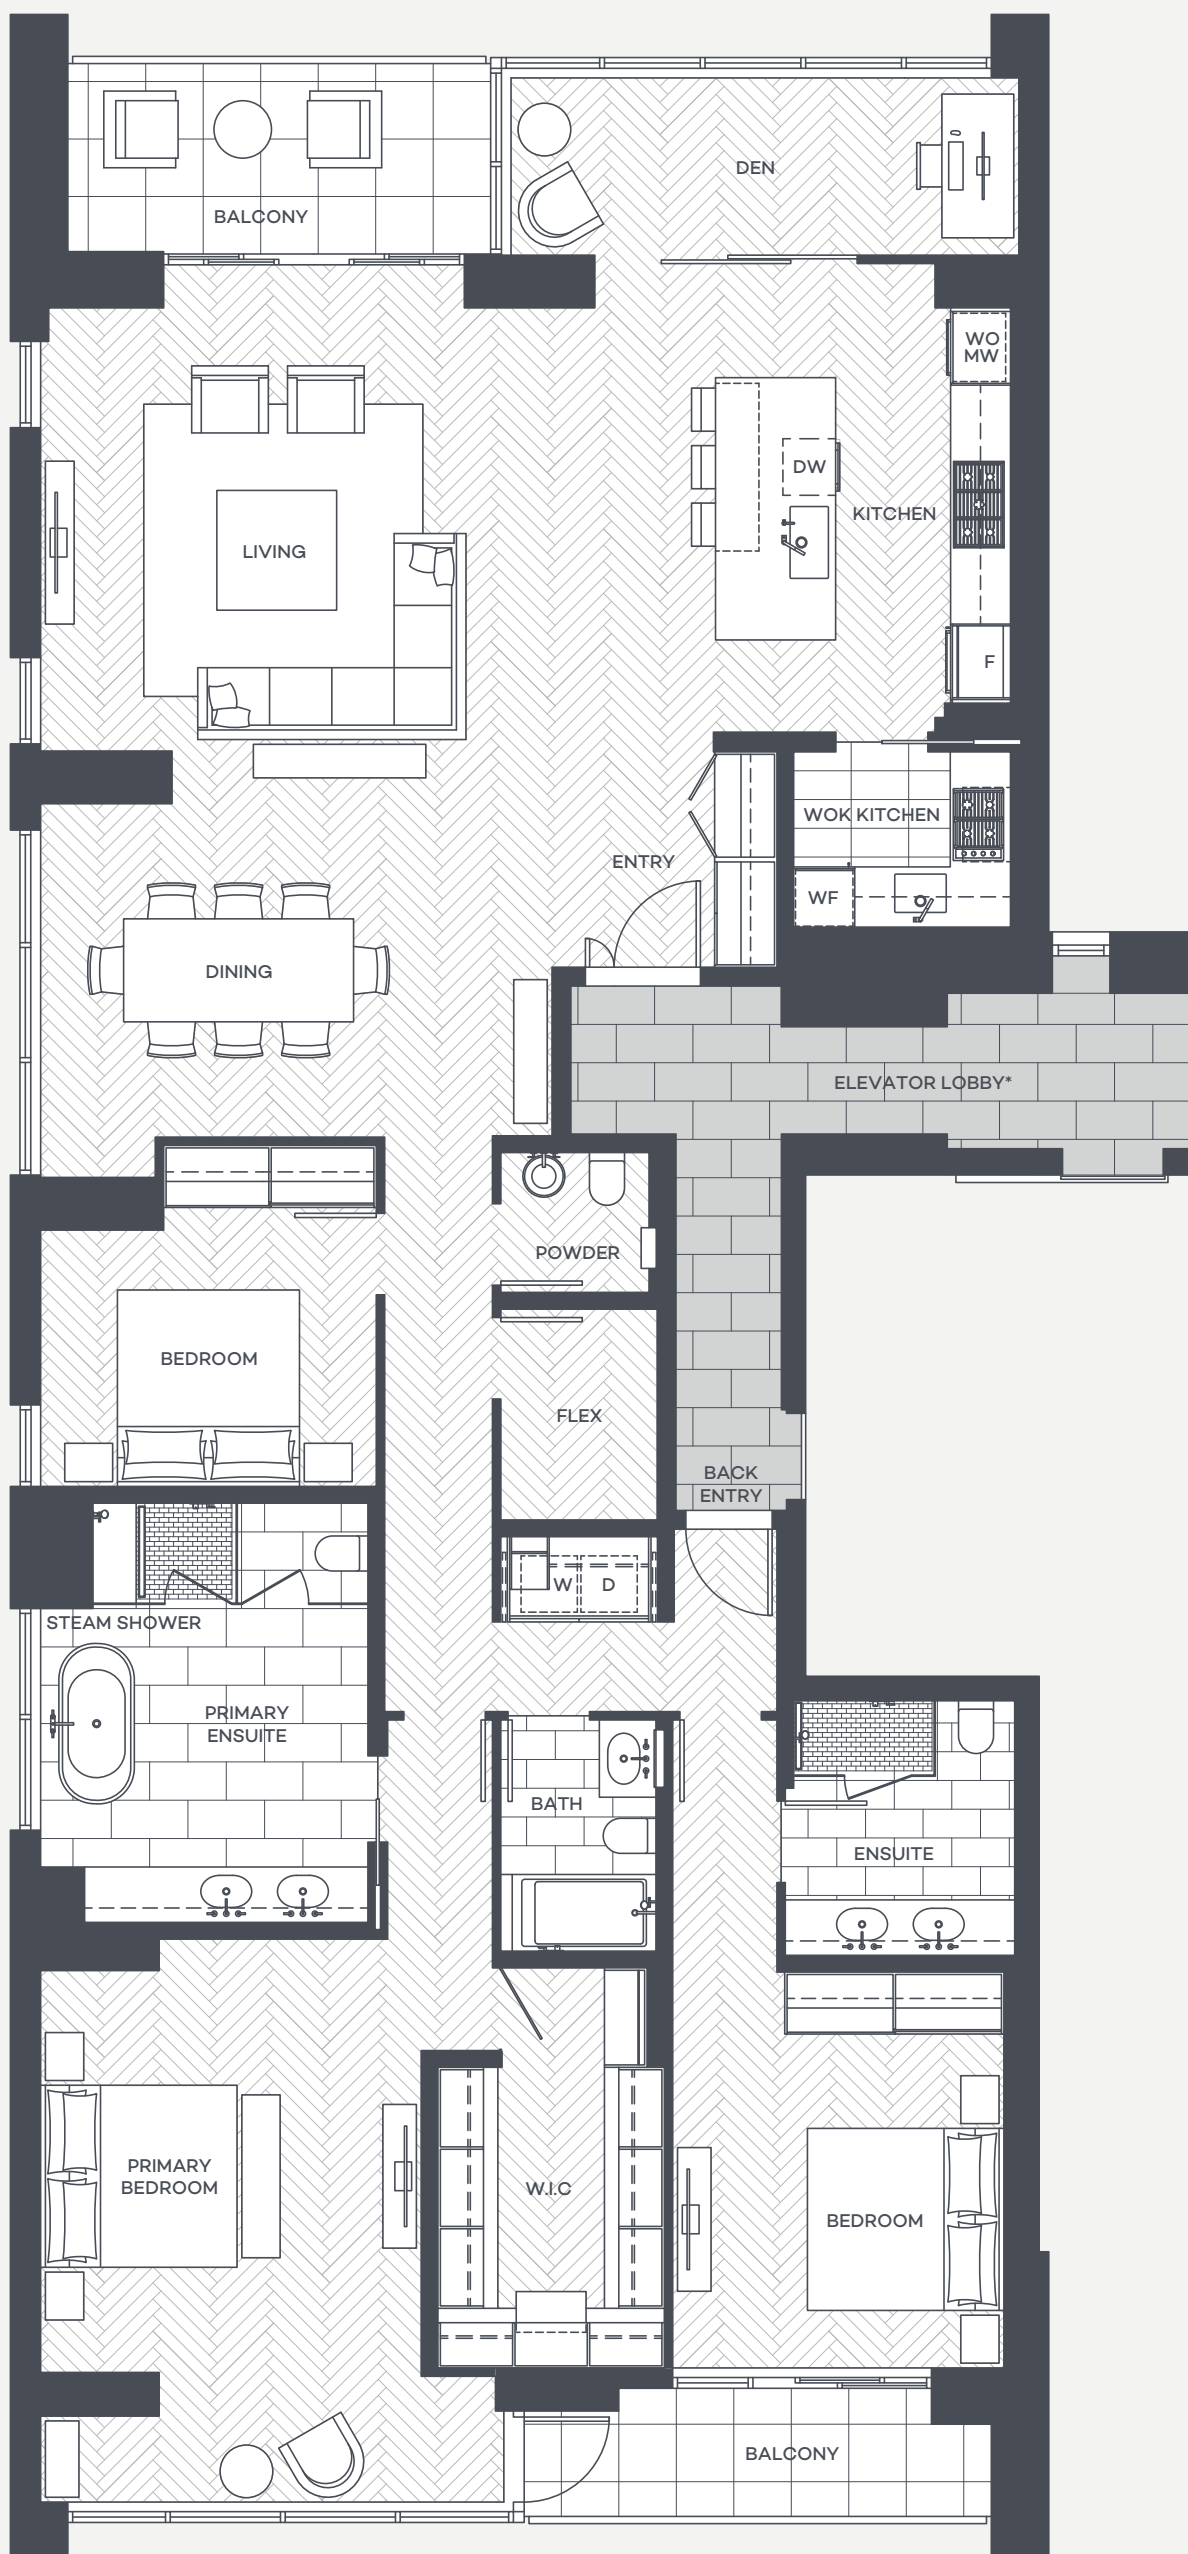 DEN
BALCONY
WO
MW
DW
KITCHEN
LIVING
F
WOK KITCHEN
ENTRY
WF
DINING
ELEVATOR LOBBY*
POWDER
BEDROOM
FLEX
BACK
ENTRY
W
D
STEAM SHOWER
PRIMARY
ENSUITE
BATH
ENSUITE
PRIMARY
BEDROOM
W.I.C
BEDROOM
BALCONY